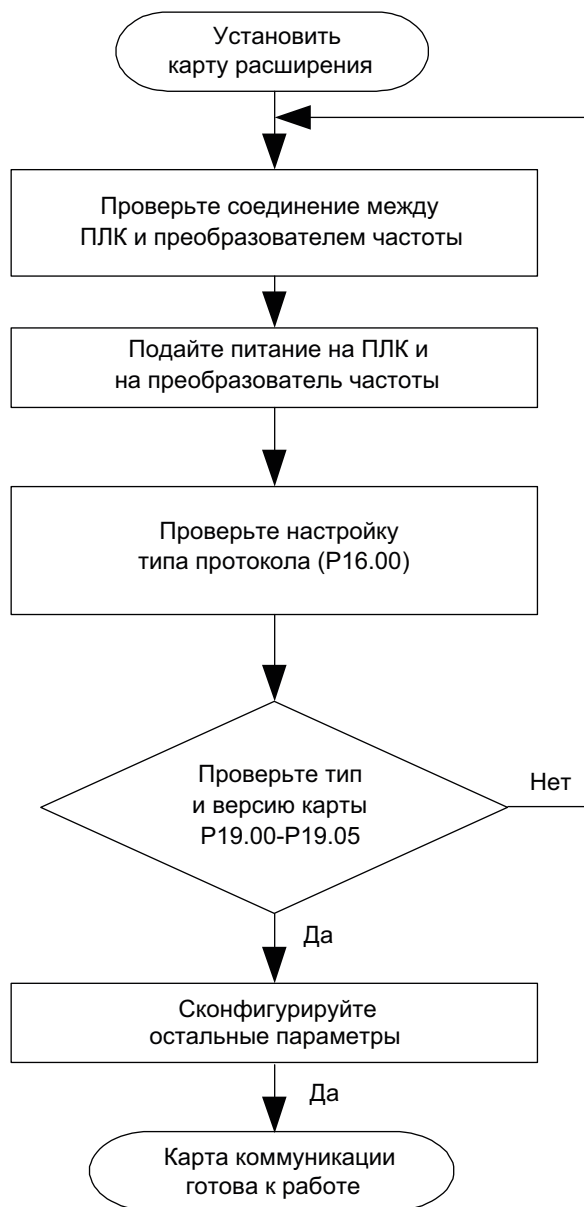 Установить
карту расширения
Проверьте соединение между
ПЛК и преобразователем частоты
Подайте питание на ПЛК и
на преобразователь частоты
Проверьте настройку
типа протокола (P16.00)
Проверьте тип
и версию карты
P19.00-P19.05
Нет
Да
Сконфигурируйте
остальные параметры
Да
Карта коммуникации
готова к работе